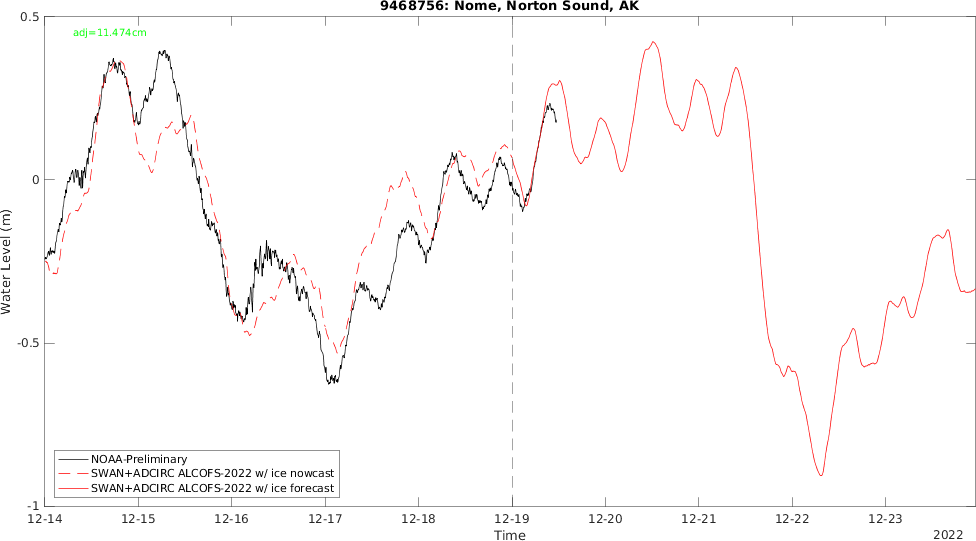 9468756: Nome, Norton Sound, AK
adj=11.474cm
0.5
0
-0.5
-1
Water Level (m)
NOAA-Preliminary
SWAN+ADCIRC ALCOFS-2022 w/ ice nowcast
SWAN+ADCIRC ALCOFS-2022 w/ ice forecast
12-14 12-15 12-16 12-17 12-18 12-19 12-20 12-21 12-22 12-23
Time
2022